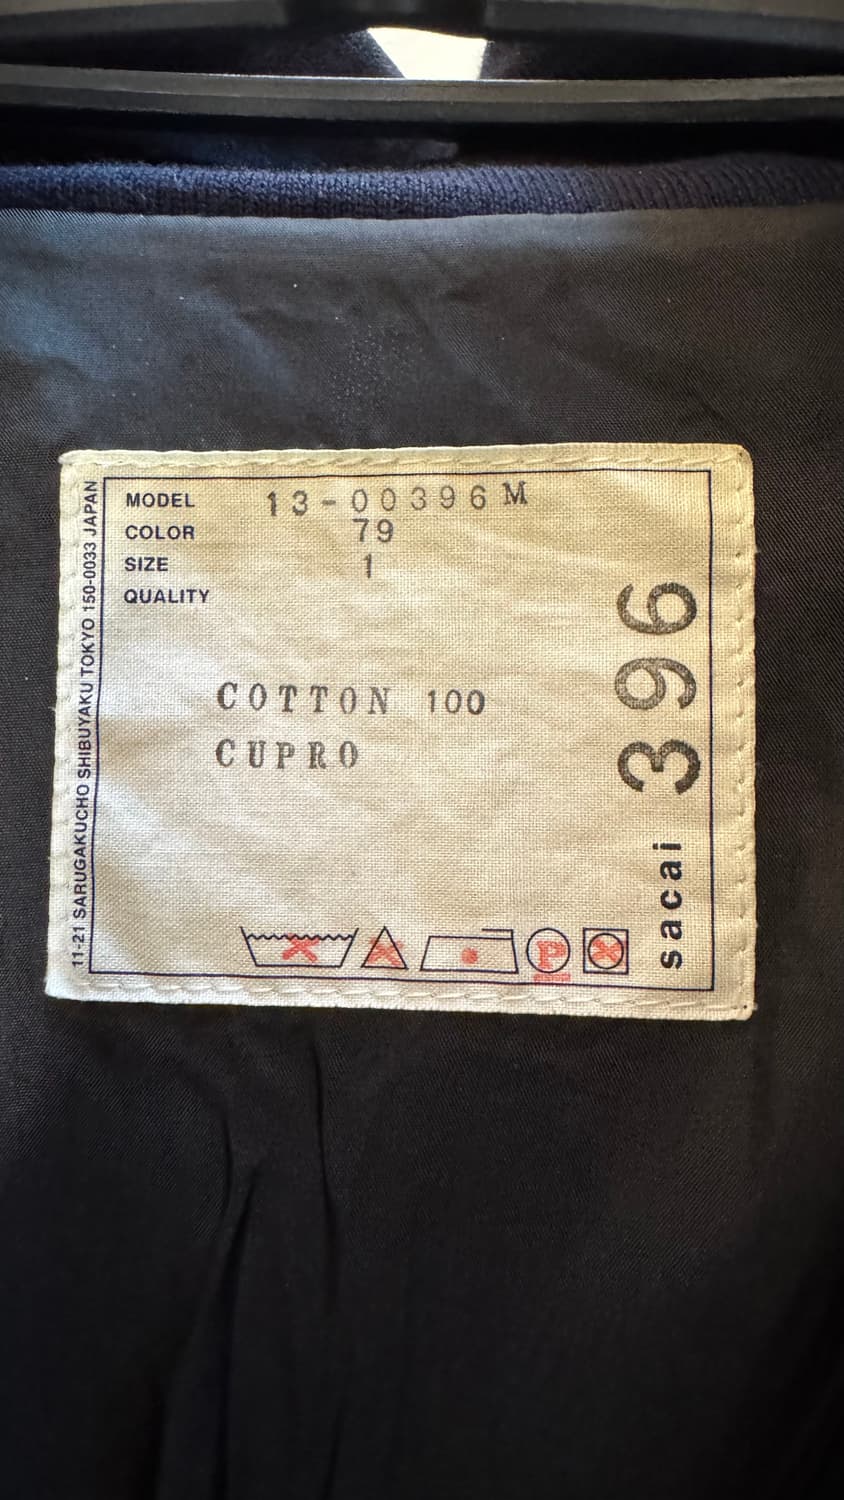 MODEL 13-00396 M
COLOR 79
SIZE 1
QUALITY
COTTON 100
CUPRO
P
sacai 396
11-21 SARUGAKUCHO SHIBUYAKU TOKYO 150-0033 JAPAN